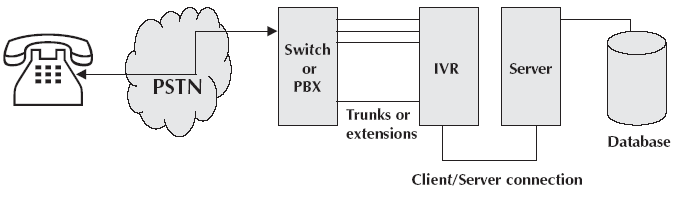 PSTN
Switch
or
PBX
Trunks or
extensions
IVR
Server
Database
Client/Server connection